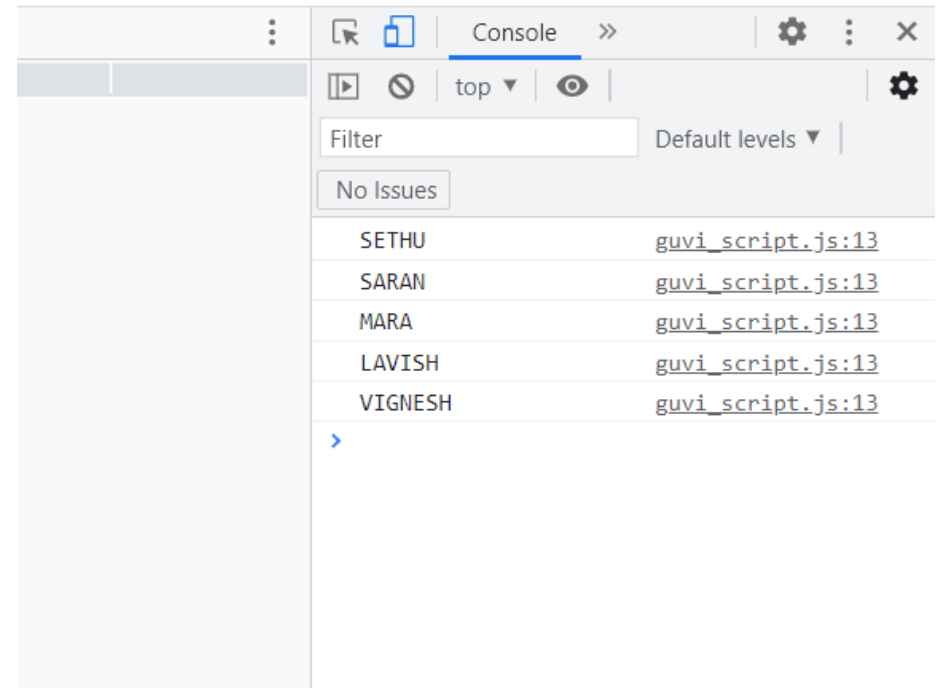 Console
top
Filter Default levels
No Issues
SETHU guvi_script.js:13
SARAN guvi_script.js:13
MARA guvi_script.js:13
LAVISH guvi_script.js:13
VIGNESH guvi_script.js:13